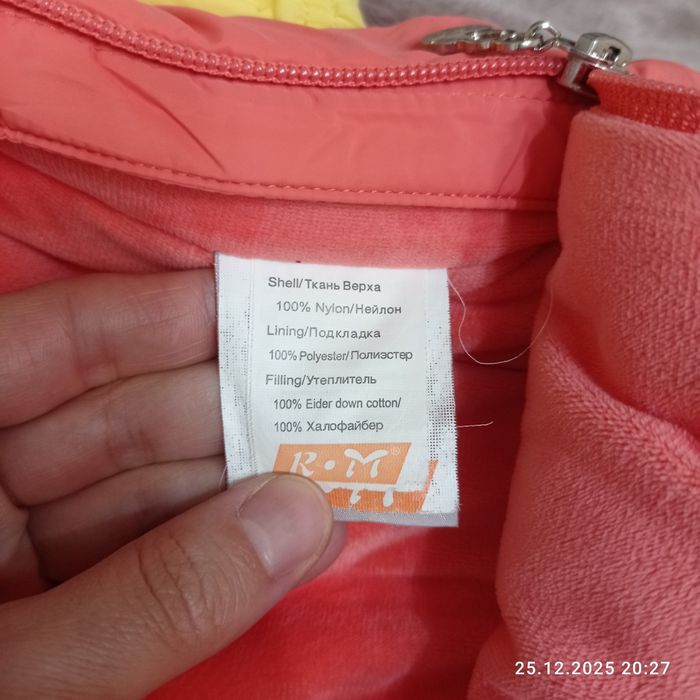 Shell/Ткань Верха
100% Nylon/Нейлон
Lining/Подкладка
100% Polyester/Полиэстер
Filling/Утеплитель
100% Eider down cotton/
100% Халофайбер
R·M®
25.12.2025 20:27